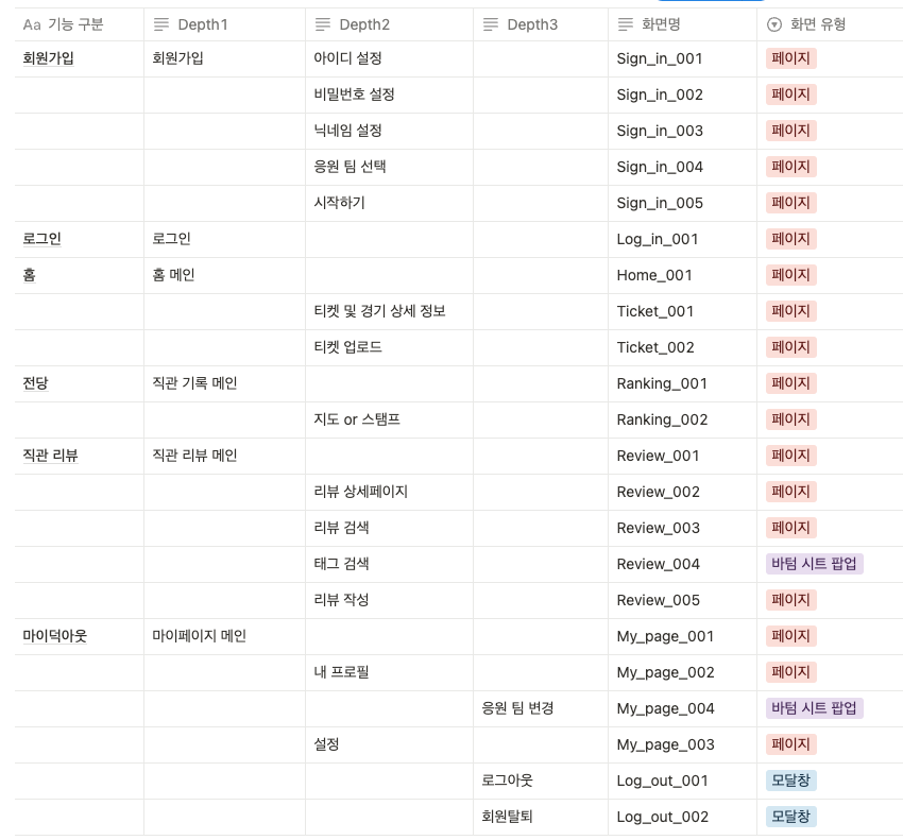 Aa 기능 구분 Depth1 Depth2 Depth3 화면명 화면 유형
회원가입 회원가입 아이디 설정 Sign_in_001 페이지
비밀번호 설정 Sign_in_002 페이지
닉네임 설정 Sign_in_003 페이지
응원 팀 선택 Sign_in_004 페이지
시작하기 Sign_in_005 페이지
로그인 로그인 Log_in_001 페이지
홈 홈 메인 Home_001 페이지
티켓 및 경기 상세 정보 Ticket_001 페이지
티켓 업로드 Ticket_002 페이지
전당 직관 기록 메인 Ranking_001 페이지
지도 or 스탬프 Ranking_002 페이지
직관 리뷰 직관 리뷰 메인 Review_001 페이지
리뷰 상세페이지 Review_002 페이지
리뷰 검색 Review_003 페이지
태그 검색 Review_004 바텀 시트 팝업
리뷰 작성 Review_005 페이지
마이덕아웃 마이페이지 메인 My_page_001 페이지
내 프로필 My_page_002 페이지
응원 팀 변경 My_page_004 바텀 시트 팝업
설정 My_page_003 페이지
로그아웃 Log_out_001 모달창
회원탈퇴 Log_out_002 모달창